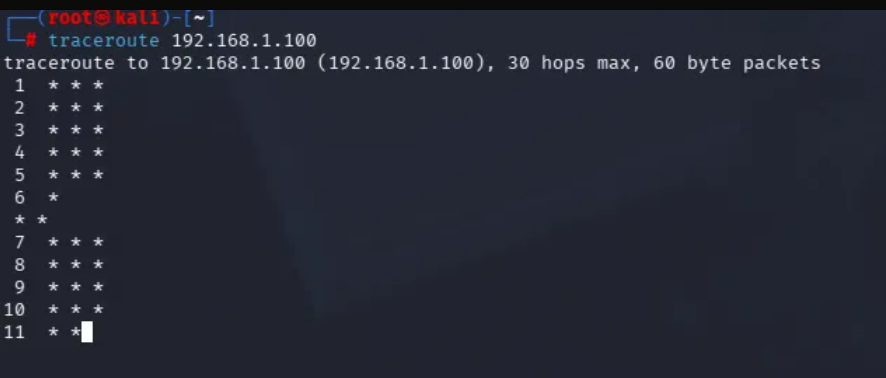 ┌──(root㉿kali)-[~]
└─# traceroute 192.168.1.100
traceroute to 192.168.1.100 (192.168.1.100), 30 hops max, 60 byte packets
 1  * * *
 2  * * *
 3  * * *
 4  * * *
 5  * * *
 6  *
 * *
 7  * * *
 8  * * *
 9  * * *
10  * * *
11  * *